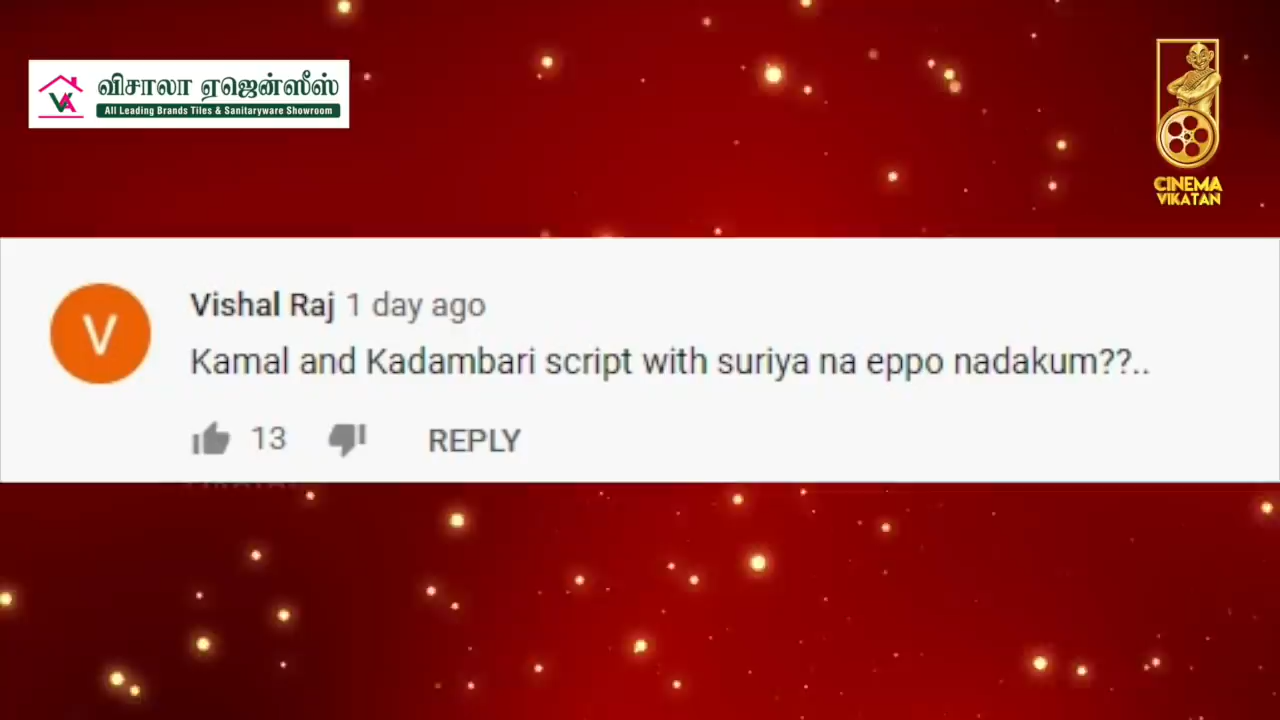 விசாலா ஏஜென்ஸீஸ்
All Leading Brands Tiles & Sanitaryware Showroom
VA
CINEMA
VIKATAN
V
Vishal Raj 1 day ago
Kamal and Kadambari script with suriya na eppo nadakum??..
13 REPLY